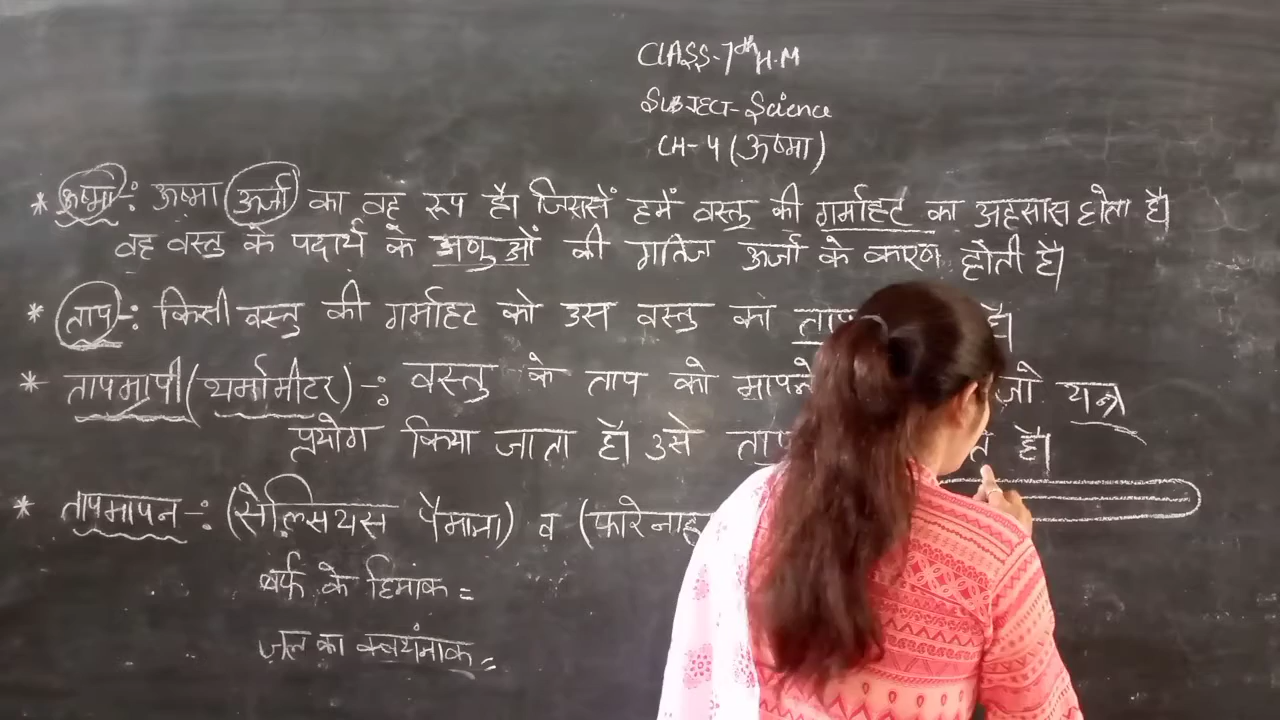 CLASS-7th H.M
SUBJECT-Science
CH-4 (ऊष्मा)
* ऊष्मा-: ऊष्मा ऊर्जा का वह रूप है। जिससें हमें वस्तु की गर्माहट का अहसास होता है।
वह वस्तु के पदार्थ के अणुओं की गतिज ऊर्जा के कारण होती है।
* ताप-: किसी वस्तु की गर्माहट को उस वस्तु का है।
* तापमापी (थर्मामीटर)-: वस्तु के ताप को मापने जो यन्त्र
प्रयोग किया जाता है। उसे है।
* तापमापन-: (सेल्सियस पैमाना) व
बर्फ के हिमांक =
जल का क्वथंनाक =